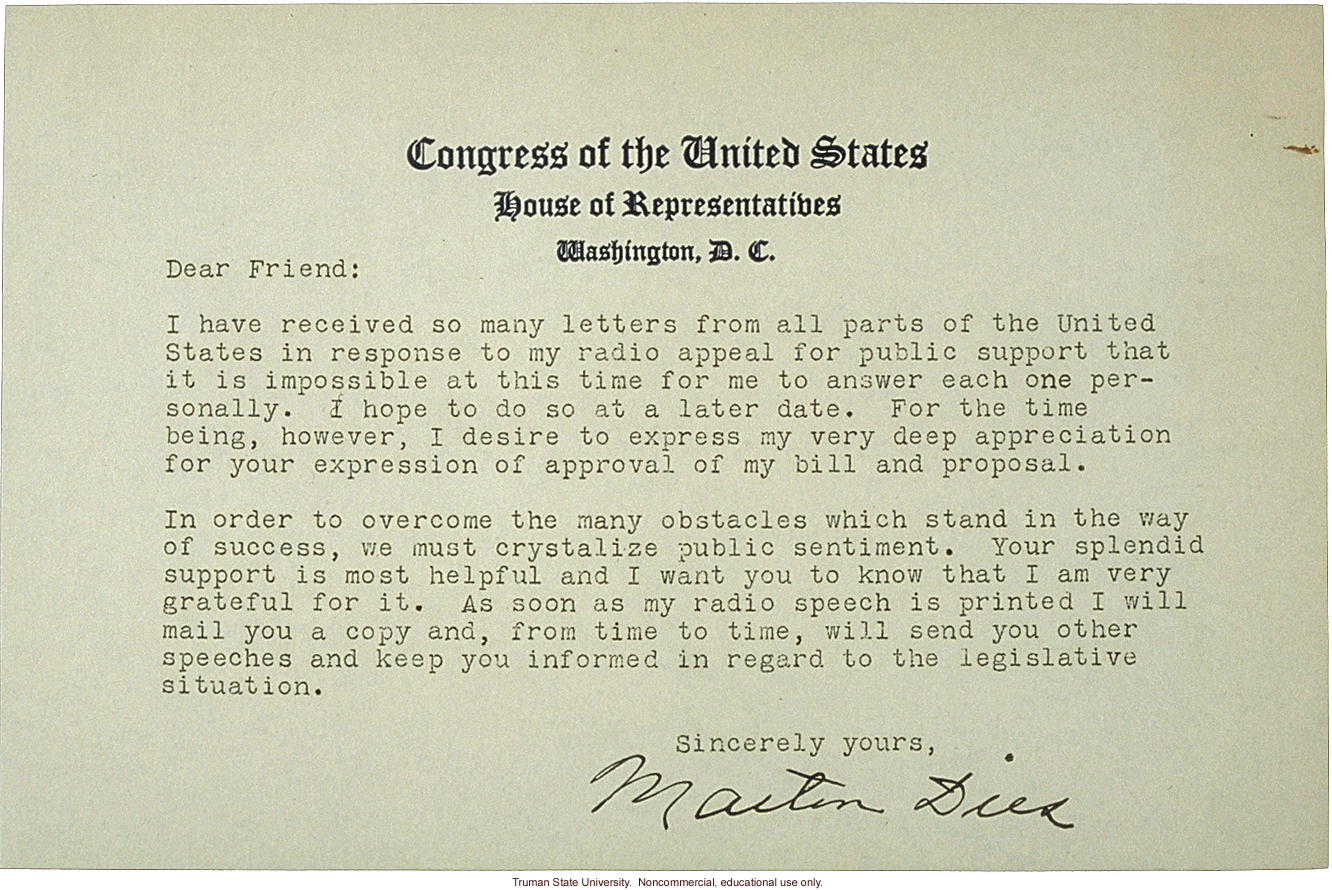 Congress of the United States
House of Representatives
Washington, D. C.
Dear Friend:
I have received so many letters from all parts of the United
States in response to my radio appeal for public support that
it is impossible at this time for me to answer each one per-
sonally. I hope to do so at a later date. For the time
being, however, I desire to express my very deep appreciation
for your expression of approval of my bill and proposal.
In order to overcome the many obstacles which stand in the way
of success, we must crystalize public sentiment. Your splendid
support is most helpful and I want you to know that I am very
grateful for it. As soon as my radio speech is printed I will
mail you a copy and, from time to time, will send you other
speeches and keep you informed in regard to the legislative
situation.
Sincerely yours,
Martin Dies
Truman State University. Noncommercial, educational use only.